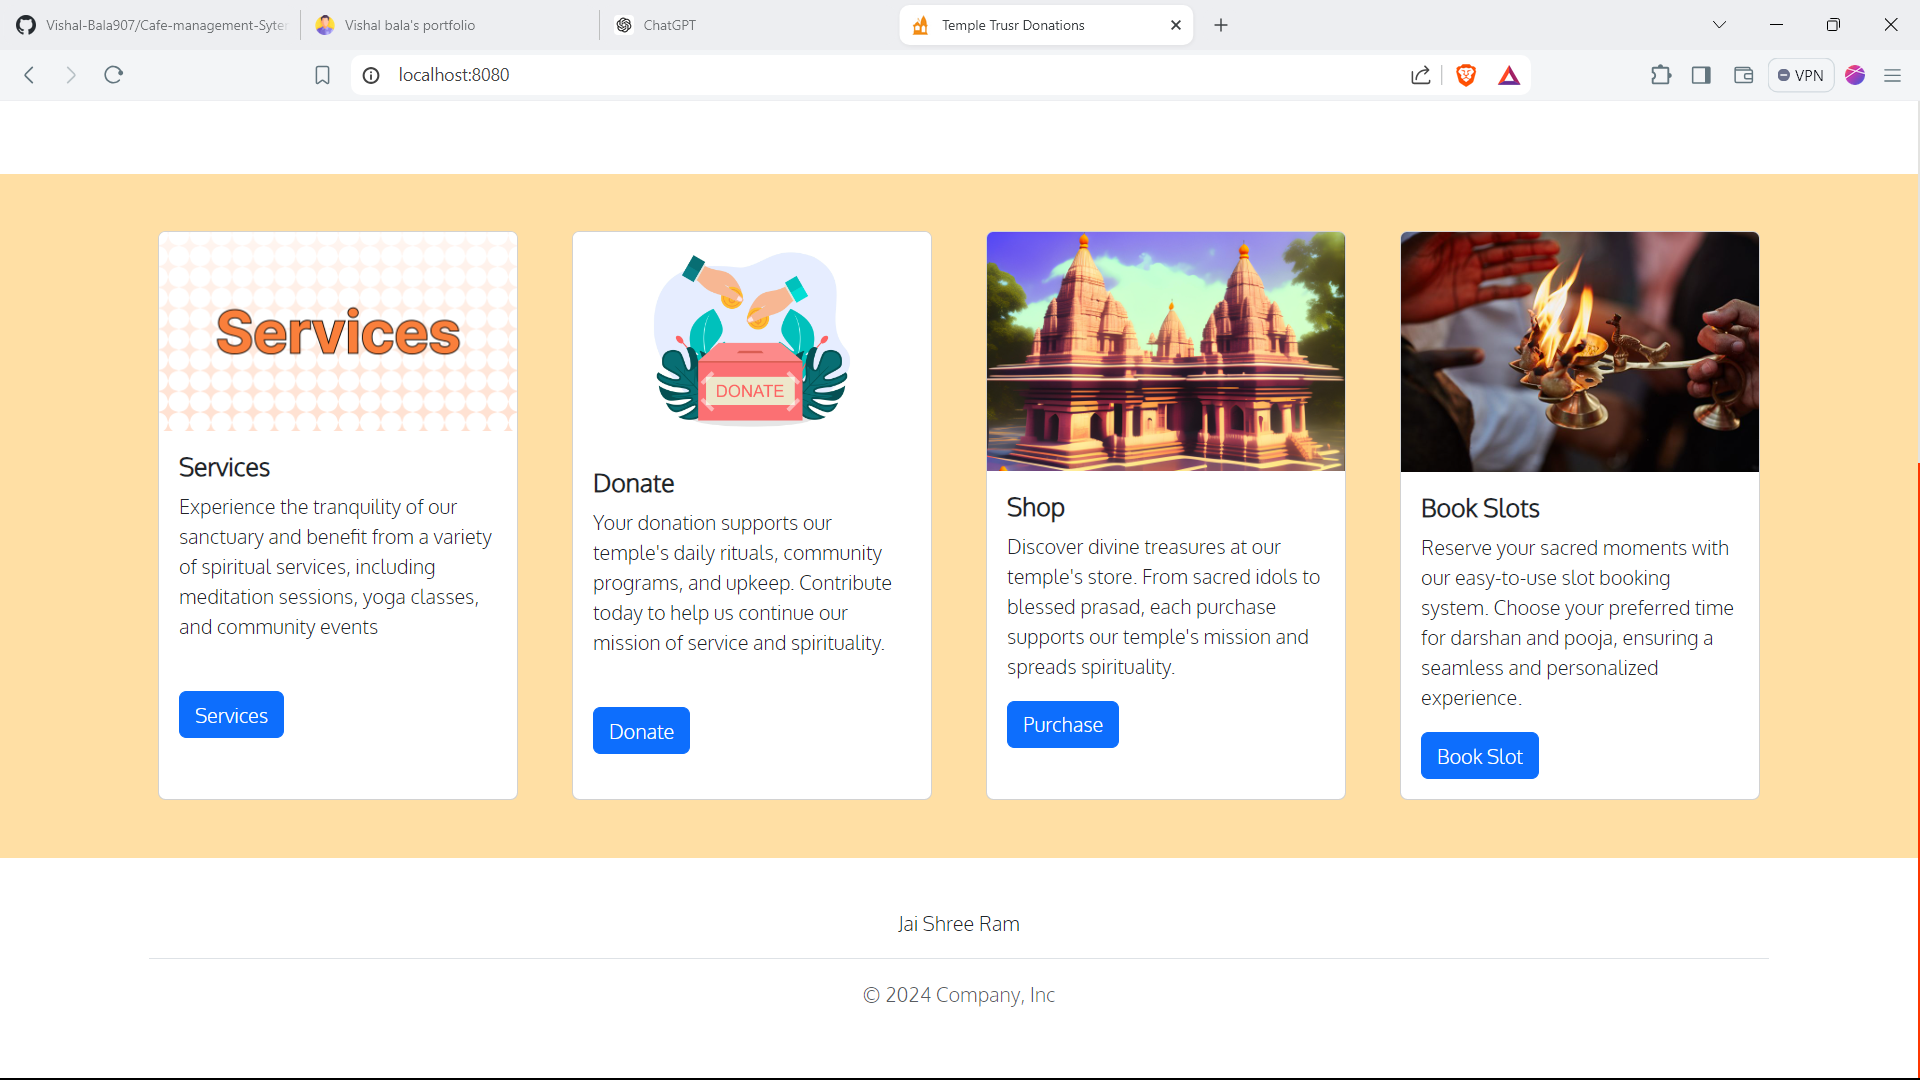 Vishal-Bala907/Cafe-management-Syte
Vishal bala's portfolio
ChatGPT
Temple Trusr Donations
localhost:8080
VPN
Services
DONATE
Services
Experience the tranquility of our
sanctuary and benefit from a variety
of spiritual services, including
meditation sessions, yoga classes,
and community events
Services
Donate
Your donation supports our
temple's daily rituals, community
programs, and upkeep. Contribute
today to help us continue our
mission of service and spirituality.
Donate
Shop
Discover divine treasures at our
temple's store. From sacred idols to
blessed prasad, each purchase
supports our temple's mission and
spreads spirituality.
Purchase
Book Slots
Reserve your sacred moments with
our easy-to-use slot booking
system. Choose your preferred time
for darshan and pooja, ensuring a
seamless and personalized
experience.
Book Slot
Jai Shree Ram
© 2024 Company, Inc